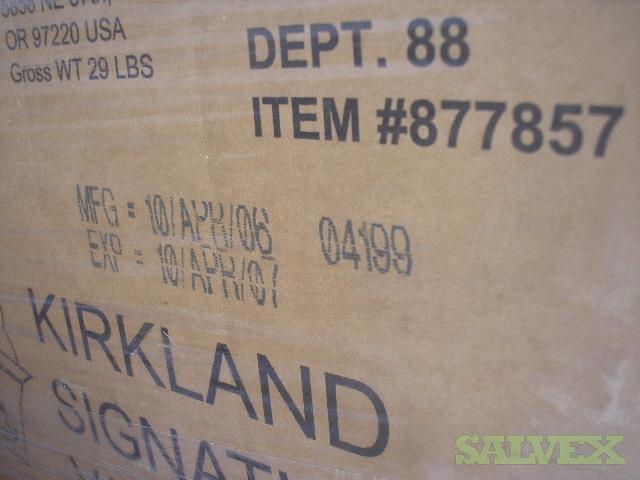 OR 97220 USA
Gross WT 29 LBS
DEPT. 88
ITEM #877857
MFG = 10/APR/06 04199
EXP = 10/APR/07
KIRKLAND
SALVEX